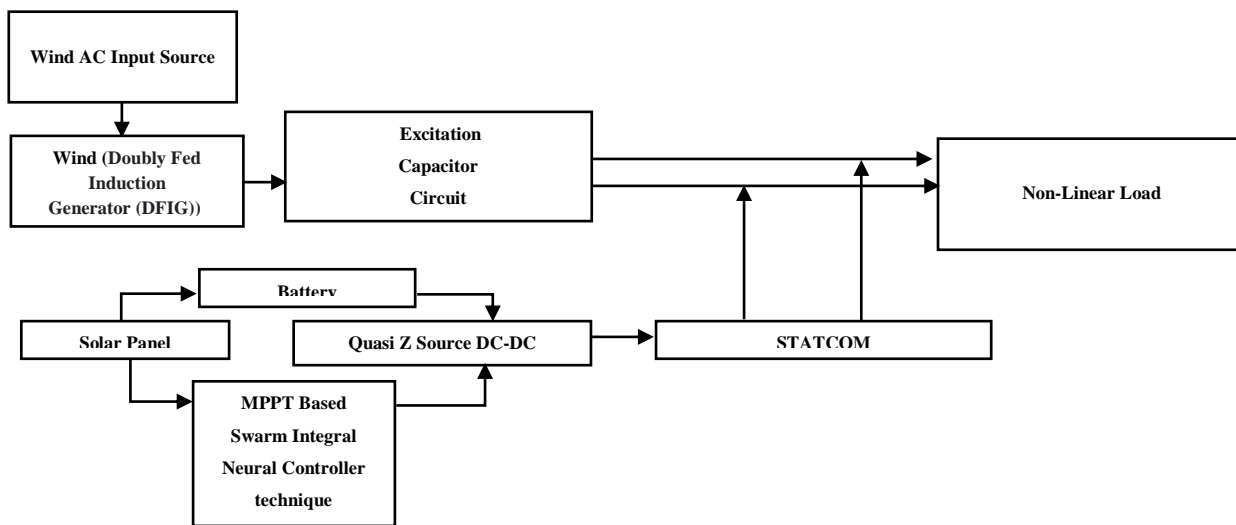 Wind AC Input Source
Wind (Doubly Fed
Induction
Generator (DFIG))
Excitation
Capacitor
Circuit
Non-Linear Load
Battery
Solar Panel
Quasi Z Source DC-DC
STATCOM
MPPT Based
Swarm Integral
Neural Controller
technique